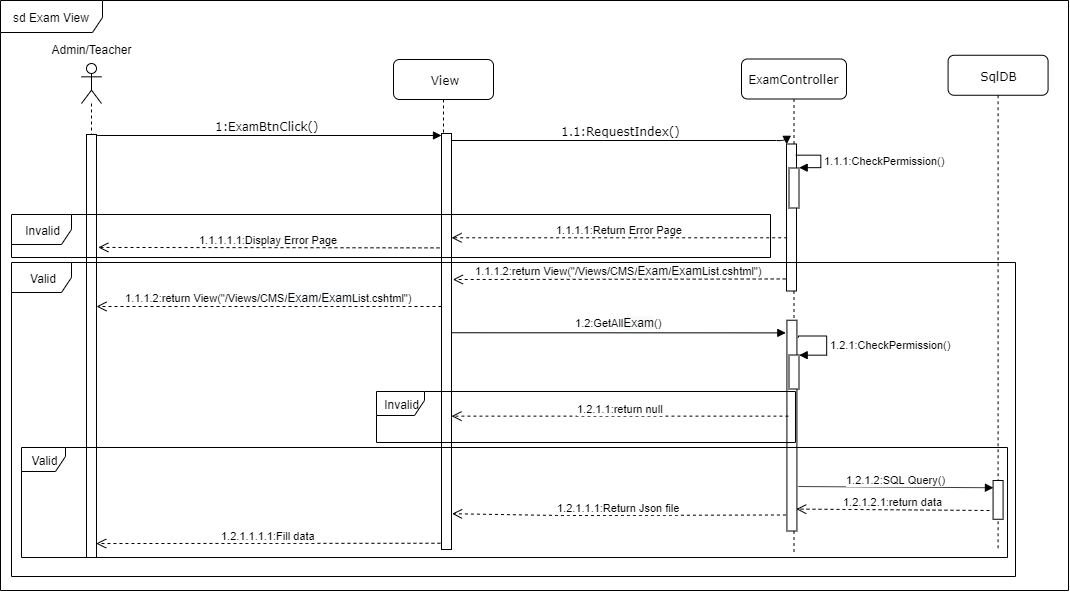 sd Exam View
Admin/Teacher
View
ExamController
SqlDB
1:ExamBtnClick()
1.1:RequestIndex()
1.1.1:CheckPermission()
Invalid
1.1.1.1:Return Error Page
1.1.1.1.1:Display Error Page
Valid
1.1.1.2:return View("/Views/CMS/Exam/ExamList.cshtml")
1.1.1.2:return View("/Views/CMS/Exam/ExamList.cshtml")
1.2:GetAllExam()
1.2.1:CheckPermission()
Invalid
1.2.1.1:return null
Valid
1.2.1.2:SQL Query()
1.2.1.2.1:return data
1.2.1.1.1:Return Json file
1.2.1.1.1.1:Fill data